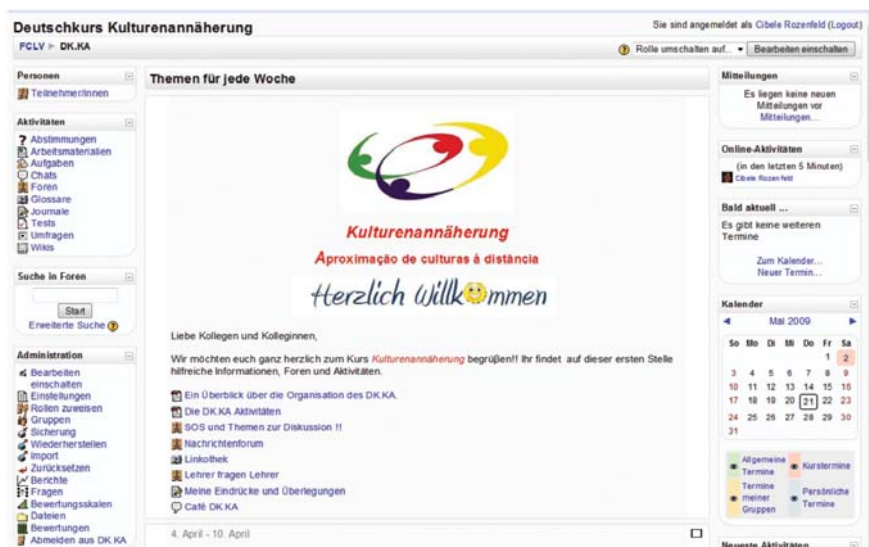 Deutschkurs Kulturenannäherung
Sie sind angemeldet als Cibele Rozenfeld (Logout)
FCLV ► DK.KA
Rolle umschalten auf...
Bearbeiten einschalten
Personen
Teilnehmer/innen
Aktivitäten
Abstimmungen
Arbeitsmaterialien
Aufgaben
Chats
Foren
Glossare
Journale
Tests
Umfragen
Wikis
Suche in Foren
Start
Erweiterte Suche
Administration
Bearbeiten
einschalten
Einstellungen
Rollen zuweisen
Gruppen
Sicherung
Wiederherstellen
Import
Zurücksetzen
Berichte
Fragen
Bewertungsskalen
Dateien
Bewertungen
Abmelden aus DK.KA
Themen für jede Woche
Kulturenannäherung
Aproximação de culturas à distância
Herzlich Willkommen
Liebe Kollegen und Kolleginnen,
Wir möchten euch ganz herzlich zum Kurs Kulturenannäherung begrüßen!! Ihr findet auf dieser ersten Stelle
hilfreiche Informationen, Foren und Aktivitäten.
Ein Überblick über die Organisation des DK.KA.
Die DK.KA Aktivitäten
SOS und Themen zur Diskussion !!
Nachrichtenforum
Linkothek
Lehrer fragen Lehrer
Meine Eindrücke und Überlegungen
Café DK.KA
4. April - 10. April
Mitteilungen
Es liegen keine neuen
Mitteilungen vor
Mitteilungen...
Online-Aktivitäten
(in den letzten 5 Minuten)
Cibele Rozenfeld
Bald aktuell ...
Es gibt keine weiteren
Termine
Zum Kalender...
Neuer Termin...
Kalender
◄ Mai 2009 ►
So Mo Di Mi Do Fr Sa
1 2
3 4 5 6 7 8 9
10 11 12 13 14 15 16
17 18 19 20 21 22 23
24 25 26 27 28 29 30
31
Allgemeine
Termine
Kurstermine
Termine
meiner
Gruppen
Persönliche
Termine
Neueste Aktivitäten